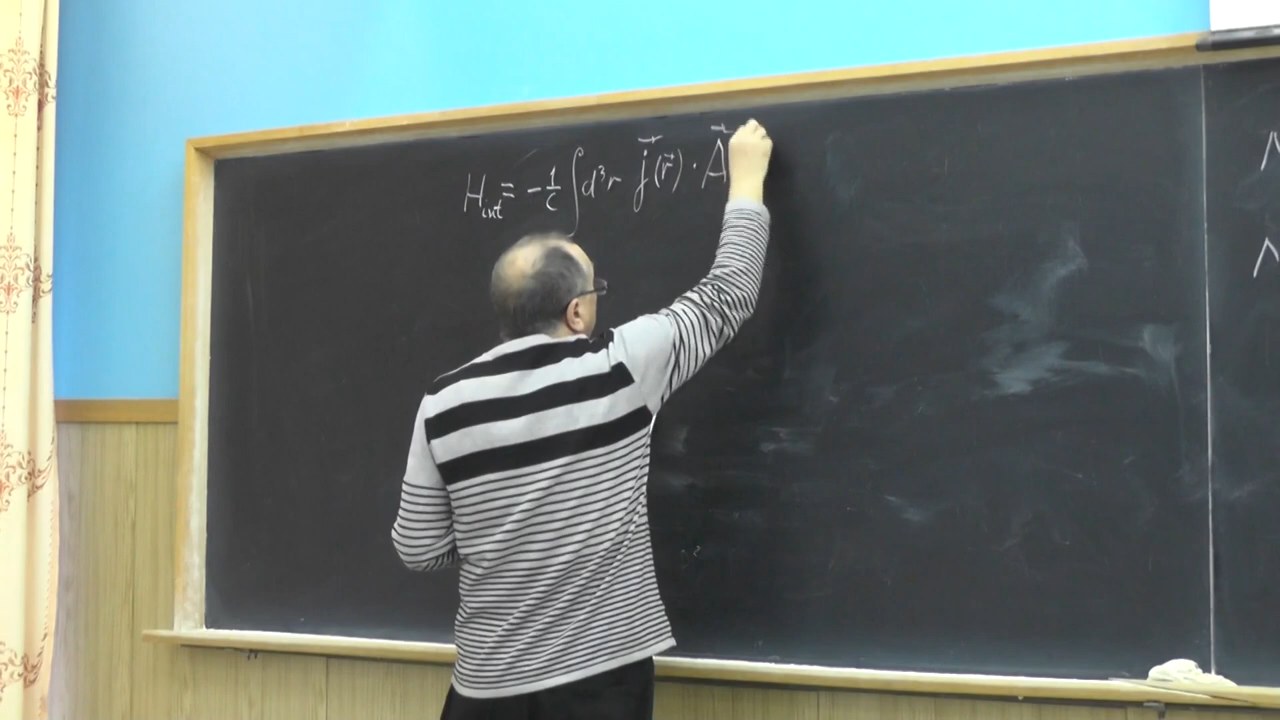 H_int = -1/c ∫ d³r j⃗(r⃗) · A⃗